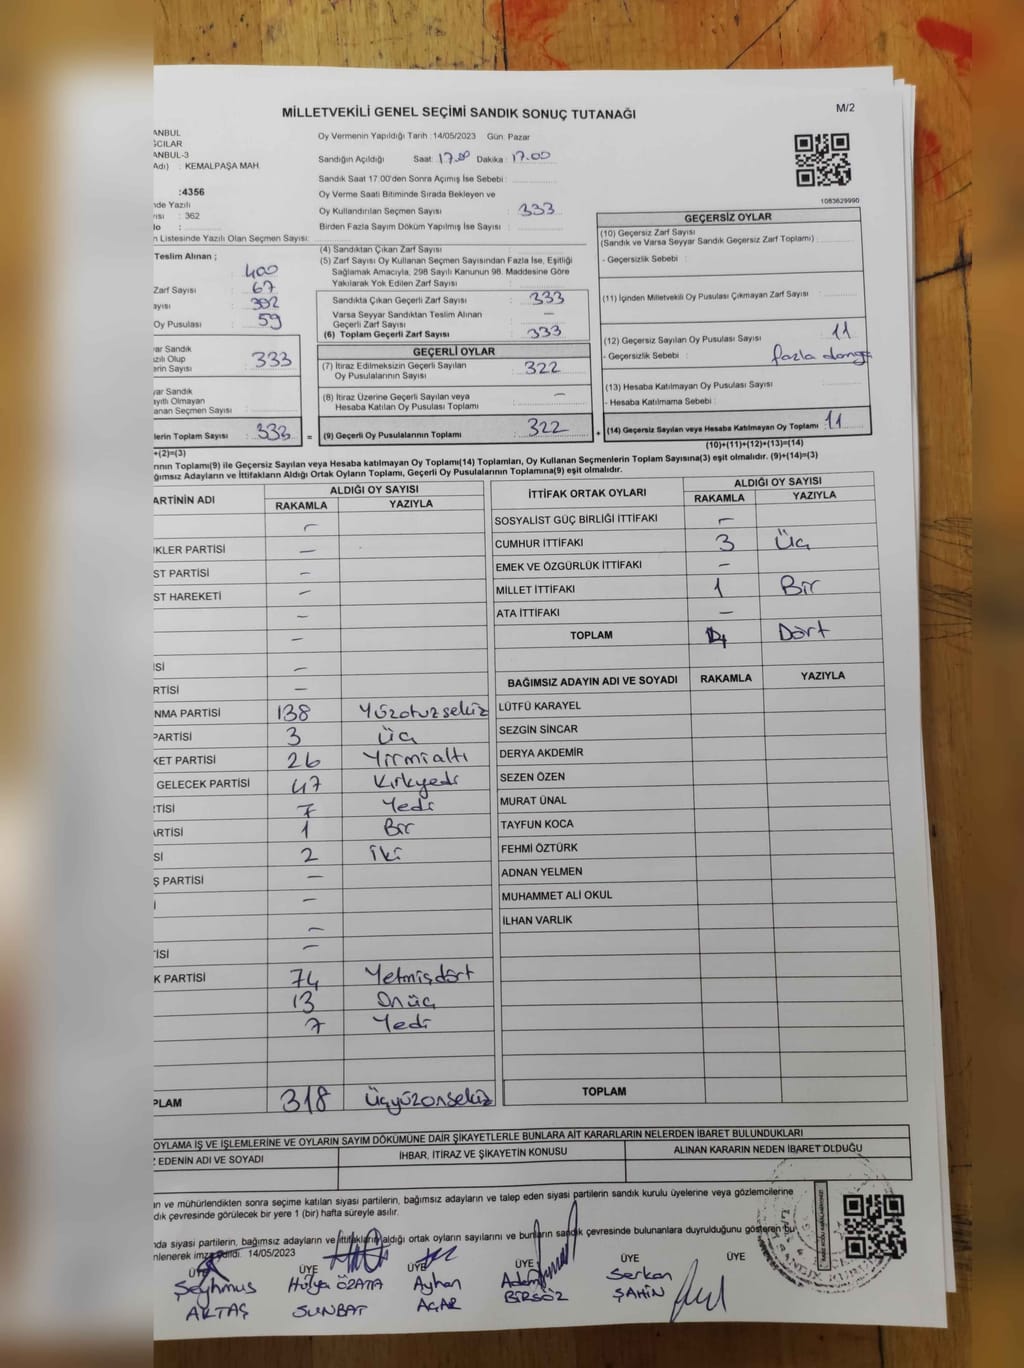 MİLLETVEKİLİ GENEL SEÇİMİ SANDIK SONUÇ TUTANAĞI
M/2
ANBUL
GCILAR
ANBUL-3
Adı) : KEMALPAŞA MAH.
:4356
nde Yazılı
ısı : 362
lo :
n Listesinde Yazılı Olan Seçmen Sayısı:
Teslim Alınan ;
400
Zarf Sayısı : 67
ayısı : 392
Oy Pusulası : 59
ar Sandık
zılı Olup
erin Sayısı : 333
ar Sandık
yıtlı Olmayan
anan Seçmen Sayısı :
lerin Toplam Sayısı : 333 =
+(2)=(3)
Oy Vermenin Yapıldığı Tarih :14/05/2023 Gün: Pazar
Sandığın Açıldığı Saat: 17.00 Dakika : 17.00
Sandık Saat 17.00'den Sonra Açımış İse Sebebi :
Oy Verme Saati Bitiminde Sırada Bekleyen ve
Oy Kullandırılan Seçmen Sayısı : 333
Birden Fazla Sayım Döküm Yapılmış İse Sayısı :
(4) Sandıktan Çıkan Zarf Sayısı :
(5) Zarf Sayısı Oy Kullanan Seçmen Sayısından Fazla İse, Eşitliği
Sağlamak Amacıyla, 298 Sayılı Kanunun 98. Maddesine Göre
Yakılarak Yok Edilen Zarf Sayısı :
Sandıkta Çıkan Geçerli Zarf Sayısı : 333
Varsa Seyyar Sandıktan Teslim Alınan
Geçerli Zarf Sayısı : —
(6) Toplam Geçerli Zarf Sayısı : 333
GEÇERLİ OYLAR
(7) İtiraz Edilmeksizin Geçerli Sayılan
Oy Pusulalarının Sayısı : 322
(8) İtiraz Üzerine Geçerli Sayılan veya
Hesaba Katılan Oy Pusulası Toplamı : —
(9) Geçerli Oy Pusulalarının Toplamı : 322 +
1083629990
GEÇERSİZ OYLAR
(10) Geçersiz Zarf Sayısı
(Sandık ve Varsa Seyyar Sandık Geçersiz Zarf Toplamı) :
- Geçersizlik Sebebi :
(11) İçinden Milletvekili Oy Pusulası Çıkmayan Zarf Sayısı :
(12) Geçersiz Sayılan Oy Pusulası Sayısı : 11
- Geçersizlik Sebebi : fazla
(13) Hesaba Katılmayan Oy Pusulası Sayısı :
- Hesaba Katılmama Sebebi :
(14) Geçersiz Sayılan veya Hesaba Katılmayan Oy Toplamı : 11
(10)+(11)+(12)+(13)=(14)
rının Toplamı(9) ile Geçersiz Sayılan veya Hesaba katılmayan Oy Toplamı(14) Toplamları, Oy Kullanan Seçmenlerin Toplam Sayısına(3) eşit olmalıdır. (9)+(14)=(3)
ğımsız Adayların ve İttifakların Aldığı Ortak Oyların Toplamı, Geçerli Oy Pusulalarının Toplamına(9) eşit olmalıdır.
ARTİNİN ADI ALDIĞI OY SAYISI
RAKAMLA YAZIYLA
—
İKLER PARTİSİ —
ST PARTİSİ —
ST HAREKETİ —
—
—
İSİ —
RTİSİ —
NMA PARTİSİ 138 Yüzotuzsekiz
PARTİSİ 3 Üç
KET PARTİSİ 26 Yirmialtı
GELECEK PARTİSİ 47 Kırkyedi
TİSİ 7 Yedi
ARTİSİ 1 Bir
Sİ 2 İki
Ş PARTİSİ —
İ —
—
İSİ —
K PARTİSİ 74 Yetmişdört
13 Onüç
7 Yedi
PLAM 318 Üçyüzonsekiz
İTTİFAK ORTAK OYLARI ALDIĞI OY SAYISI
RAKAMLA YAZIYLA
SOSYALİST GÜÇ BİRLİĞİ İTTİFAKI —
CUMHUR İTTİFAKI 3 Üç
EMEK VE ÖZGÜRLÜK İTTİFAKI —
MİLLET İTTİFAKI 1 Bir
ATA İTTİFAKI —
TOPLAM 4 Dört
BAĞIMSIZ ADAYIN ADI VE SOYADI RAKAMLA YAZIYLA
LÜTFÜ KARAYEL
SEZGİN SİNCAR
DERYA AKDEMİR
SEZEN ÖZEN
MURAT ÜNAL
TAYFUN KOCA
FEHMİ ÖZTÜRK
ADNAN YELMEN
MUHAMMET ALİ OKUL
İLHAN VARLIK
TOPLAM
OYLAMA İŞ VE İŞLEMLERİNE VE OYLARIN SAYIM DÖKÜMÜNE DAİR ŞİKAYETLERLE BUNLARA AİT KARARLARIN NELERDEN İBARET BULUNDUKLARI
EDENİN ADI VE SOYADI İHBAR, İTİRAZ VE ŞİKAYETİN KONUSU ALINAN KARARIN NEDEN İBARET OLDUĞU
ın ve mühürlendikten sonra seçime katılan siyasi partilerin, bağımsız adayların ve talep eden siyasi partilerin sandık kurulu üyelerine veya gözlemcilerine
dık çevresinde görülecek bir yere 1 (bir) hafta süreyle asılır.
nda siyasi partilerin, bağımsız adayların ve ittifakların aldığı ortak oyların sayılarını ve bunların sandık çevresinde bulunanlara duyrulduğunu gösteren bu
nlenerek imza edildi. 14/05/2023
ÜYE ÜYE ÜYE ÜYE ÜYE ÜYE
Şeyhmus Hülya ÖZATA Ayhan Adem Serkan
AKTAŞ SUNBAT AÇAR BİRSÖZ ŞAHİN